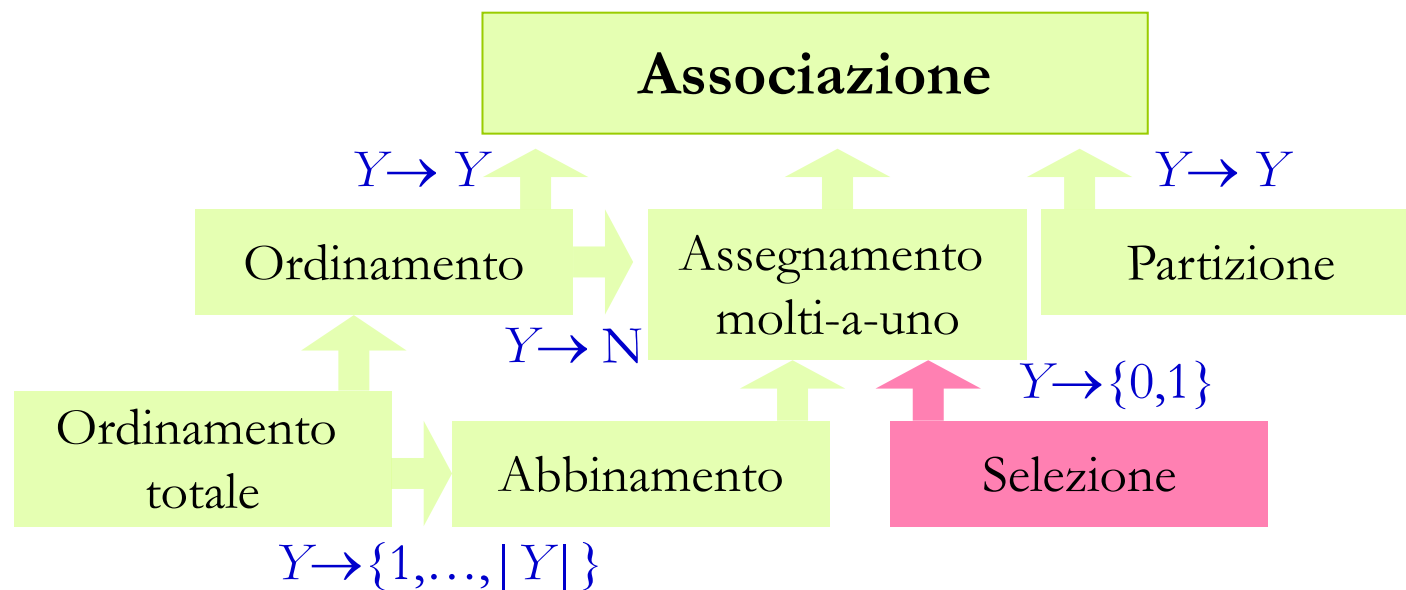 Associazione
Y→ Y
Y→ Y
Ordinamento
Assegnamento
molti-a-uno
Partizione
Y→ N
Y→{0,1}
Ordinamento
totale
Abbinamento
Selezione
Y→{1,…,|Y|}